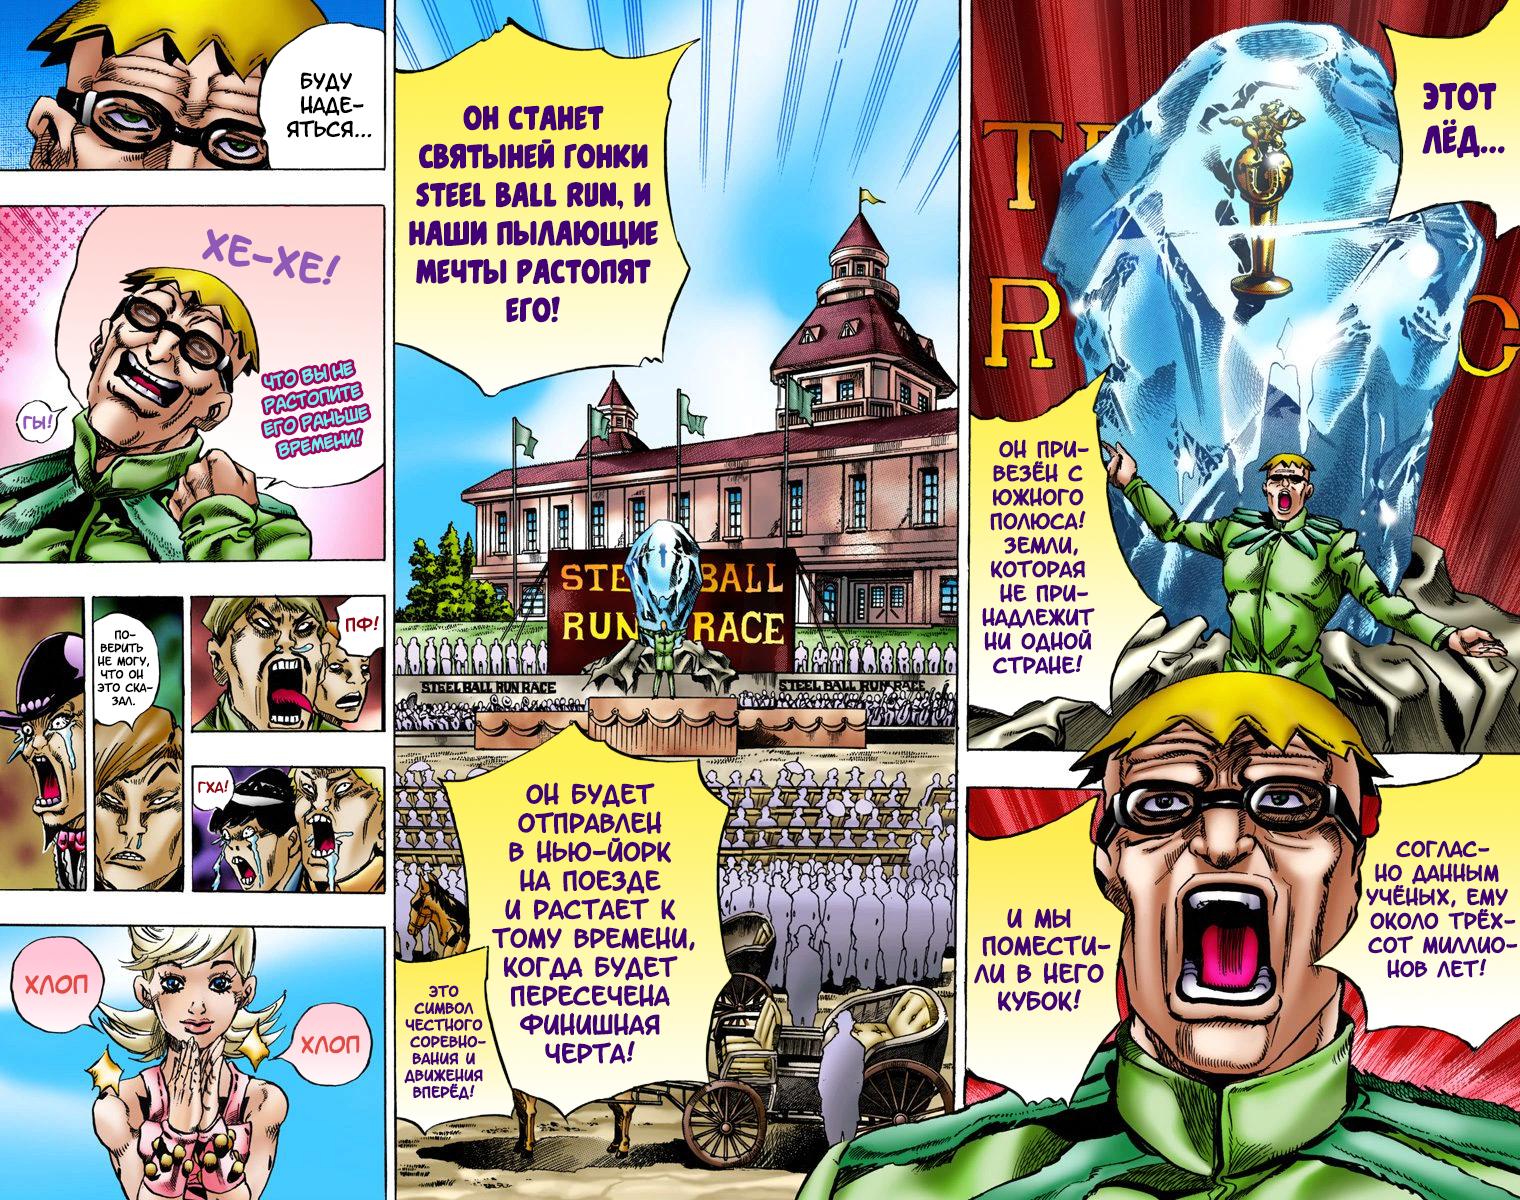 ЭТОТ
ЛЁД...
ОН ПРИ-
ВЕЗЁН С
ЮЖНОГО
ПОЛЮСА!
ЗЕМЛИ,
КОТОРАЯ
НЕ ПРИ-
НАДЛЕЖИТ
НИ ОДНОЙ
СТРАНЕ!
T
R
C
СОГЛАС-
НО ДАННЫМ
УЧЁНЫХ, ЕМУ
ОКОЛО ТРЁХ-
СОТ МИЛЛИО-
НОВ ЛЕТ!
И МЫ
ПОМЕСТИ-
ЛИ В НЕГО
КУБОК!
ОН СТАНЕТ
СВЯТЫНЕЙ ГОНКИ
STEEL BALL RUN, И
НАШИ ПЫЛАЮЩИЕ
МЕЧТЫ РАСТОПЯТ
ЕГО!
STE BALL
RUN RACE
STEEL BALL RUN RACE
STEEL BALL RUN RACE
ОН БУДЕТ
ОТПРАВЛЕН
В НЬЮ-ЙОРК
НА ПОЕЗДЕ
И РАСТАЕТ К
ТОМУ ВРЕМЕНИ,
КОГДА БУДЕТ
ПЕРЕСЕЧЕНА
ФИНИШНАЯ
ЧЕРТА!
ЭТО
СИМВОЛ
ЧЕСТНОГО
СОРЕВНО-
ВАНИЯ И
ДВИЖЕНИЯ
ВПЕРЁД!
БУДУ
НАДЕ-
ЯТЬСЯ...
ХЕ-ХЕ!
ЧТО ВЫ НЕ
РАСТОПИТЕ
ЕГО РАНЬШЕ
ВРЕМЕНИ!
ГЫ!
ПФ!
ПО-
ВЕРИТЬ
НЕ МОГУ,
ЧТО ОН
ЭТО СКА-
ЗАЛ.
ГХА!
ХЛОП
ХЛОП